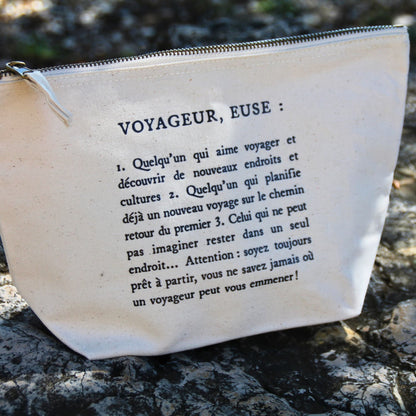 VOYAGEUR, EUSE :
1. Quelqu'un qui aime voyager et
découvrir de nouveaux endroits et
cultures 2. Quelqu'un qui planifie
déjà un nouveau voyage sur le chemin
retour du premier 3. Celui qui ne peut
pas imaginer rester dans un seul
endroit... Attention : soyez toujours
prêt à partir, vous ne savez jamais où
un voyageur peut vous emmener !